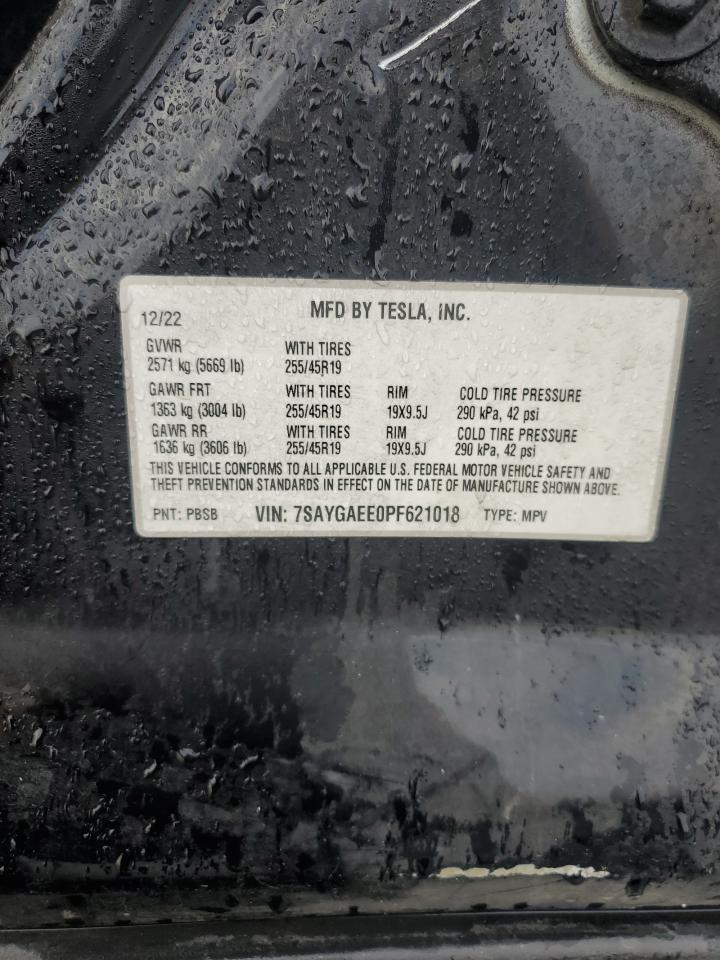 MFD BY TESLA, INC.
12/22
GVWR WITH TIRES
2571 kg (5669 lb) 255/45R19
GAWR FRT WITH TIRES RIM COLD TIRE PRESSURE
1363 kg (3004 lb) 255/45R19 19X9.5J 290 kPa, 42 psi
GAWR RR WITH TIRES RIM COLD TIRE PRESSURE
1636 kg (3606 lb) 255/45R19 19X9.5J 290 kPa, 42 psi
THIS VEHICLE CONFORMS TO ALL APPLICABLE U.S. FEDERAL MOTOR VEHICLE SAFETY AND
THEFT PREVENTION STANDARDS IN EFFECT ON THE DATE OF MANUFACTURE SHOWN ABOVE.
PNT: PBSB VIN: 7SAYGAEE0PF621018 TYPE: MPV